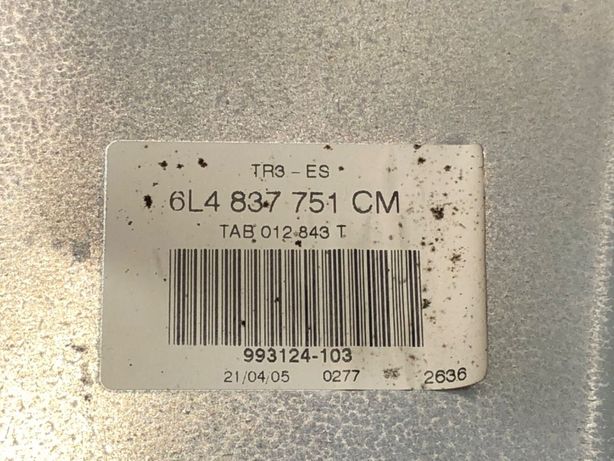 TR3 - ES
6L4 837 751 CM
TAB 012 843 T
993124-103
21/04/05 0277 2636